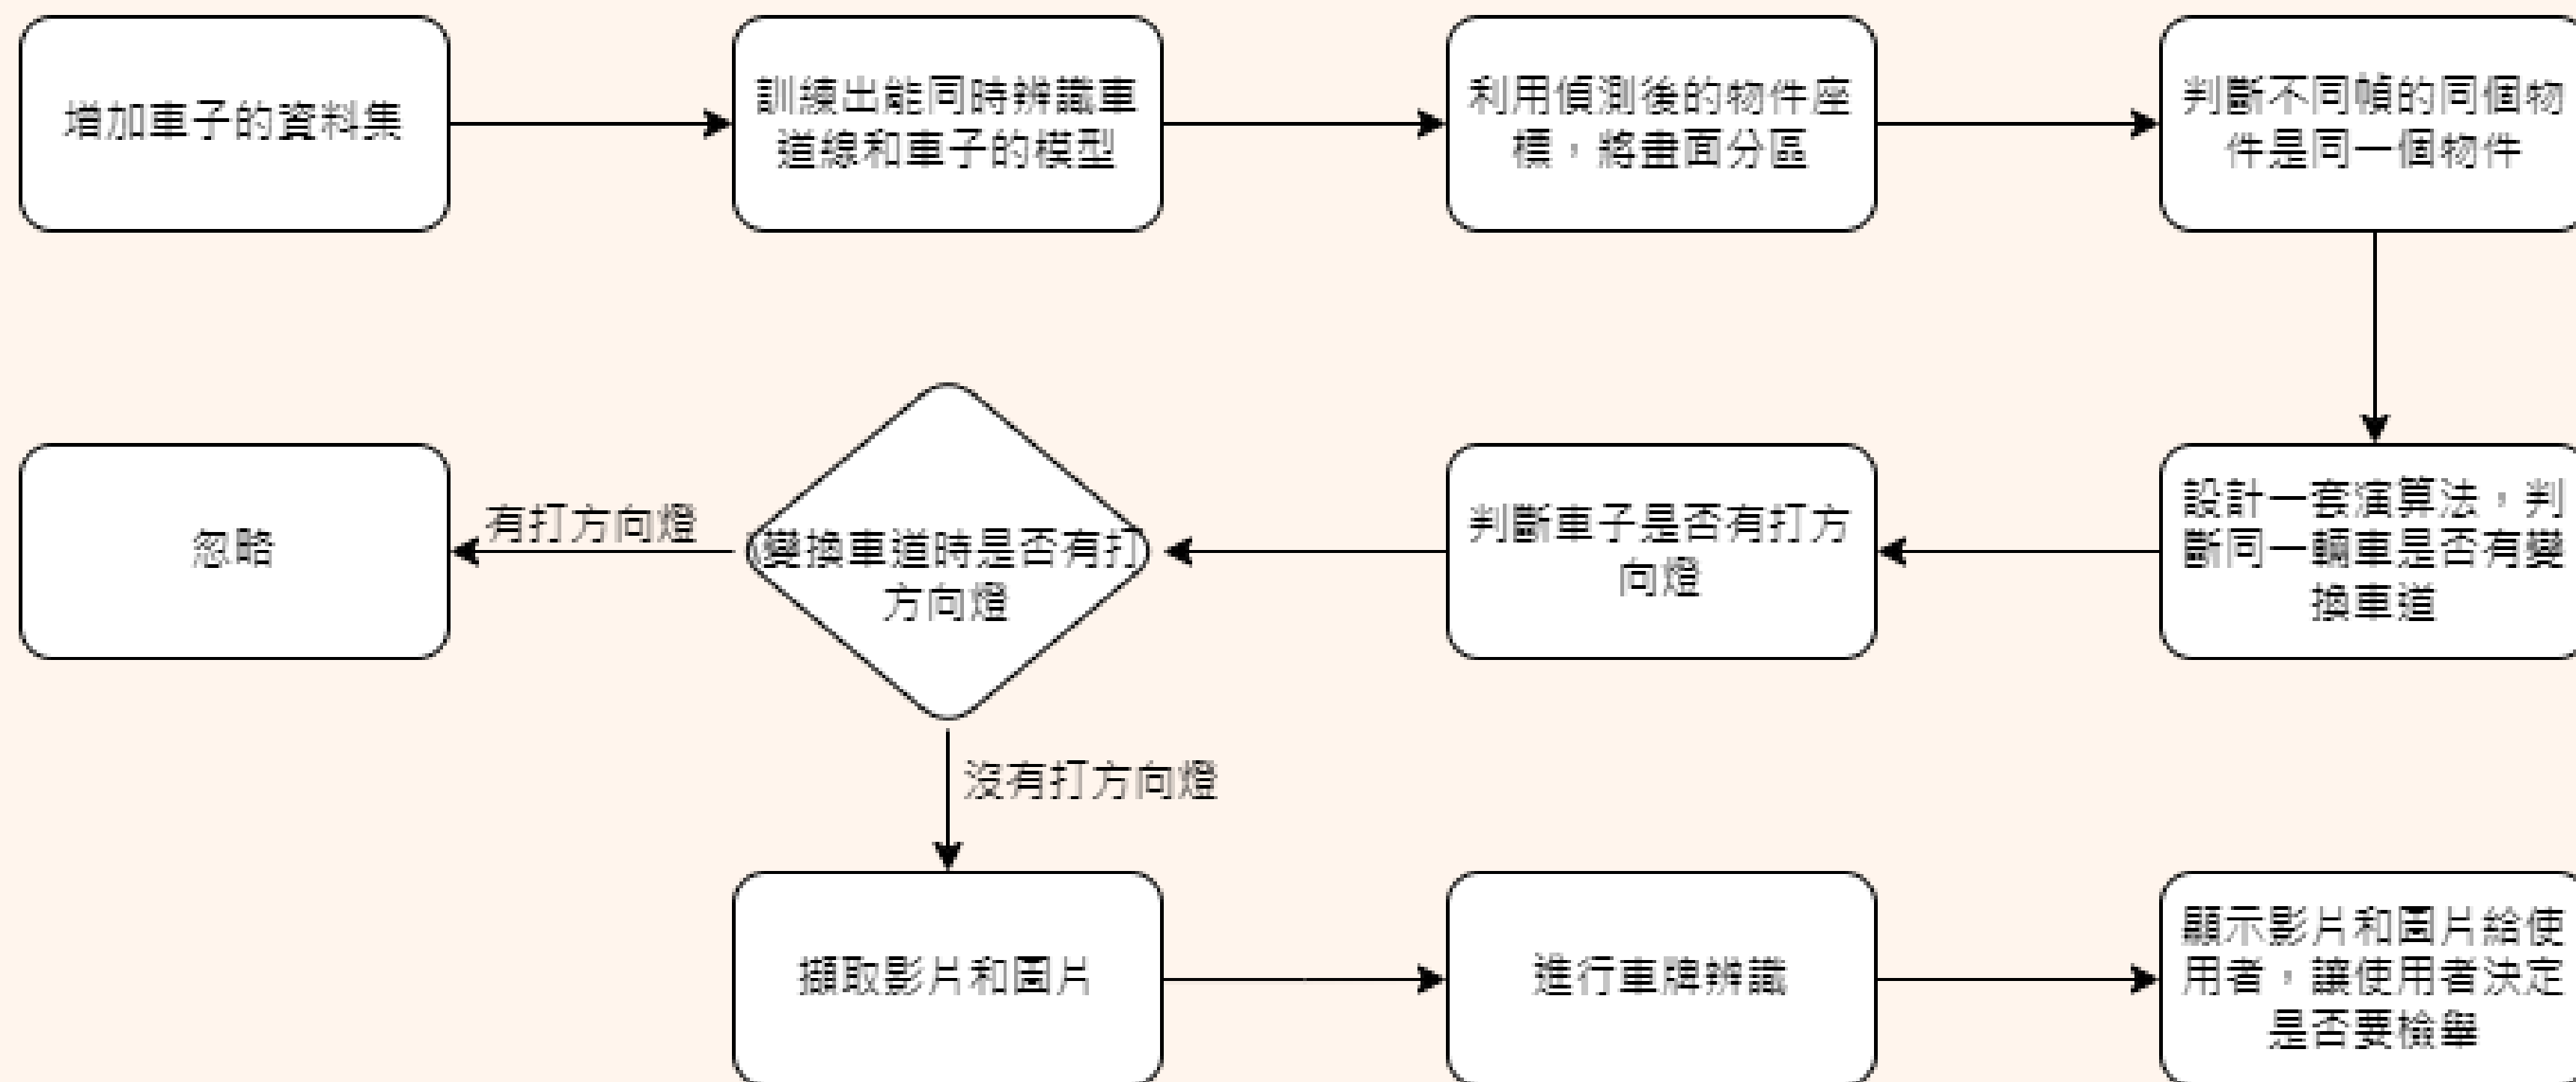 增加車子的資料集
訓練出能同時辨識車
道線和車子的模型
利用偵測後的物件座
標，將畫面分區
判斷不同幀的同個物
件是同一個物件
設計一套演算法，判
斷同一輛車是否有變
換車道
判斷車子是否有打方
向燈
變換車道時是否有打
方向燈
有打方向燈
忽略
沒有打方向燈
擷取影片和圖片
進行車牌辨識
顯示影片和圖片給使
用者，讓使用者決定
是否要檢舉